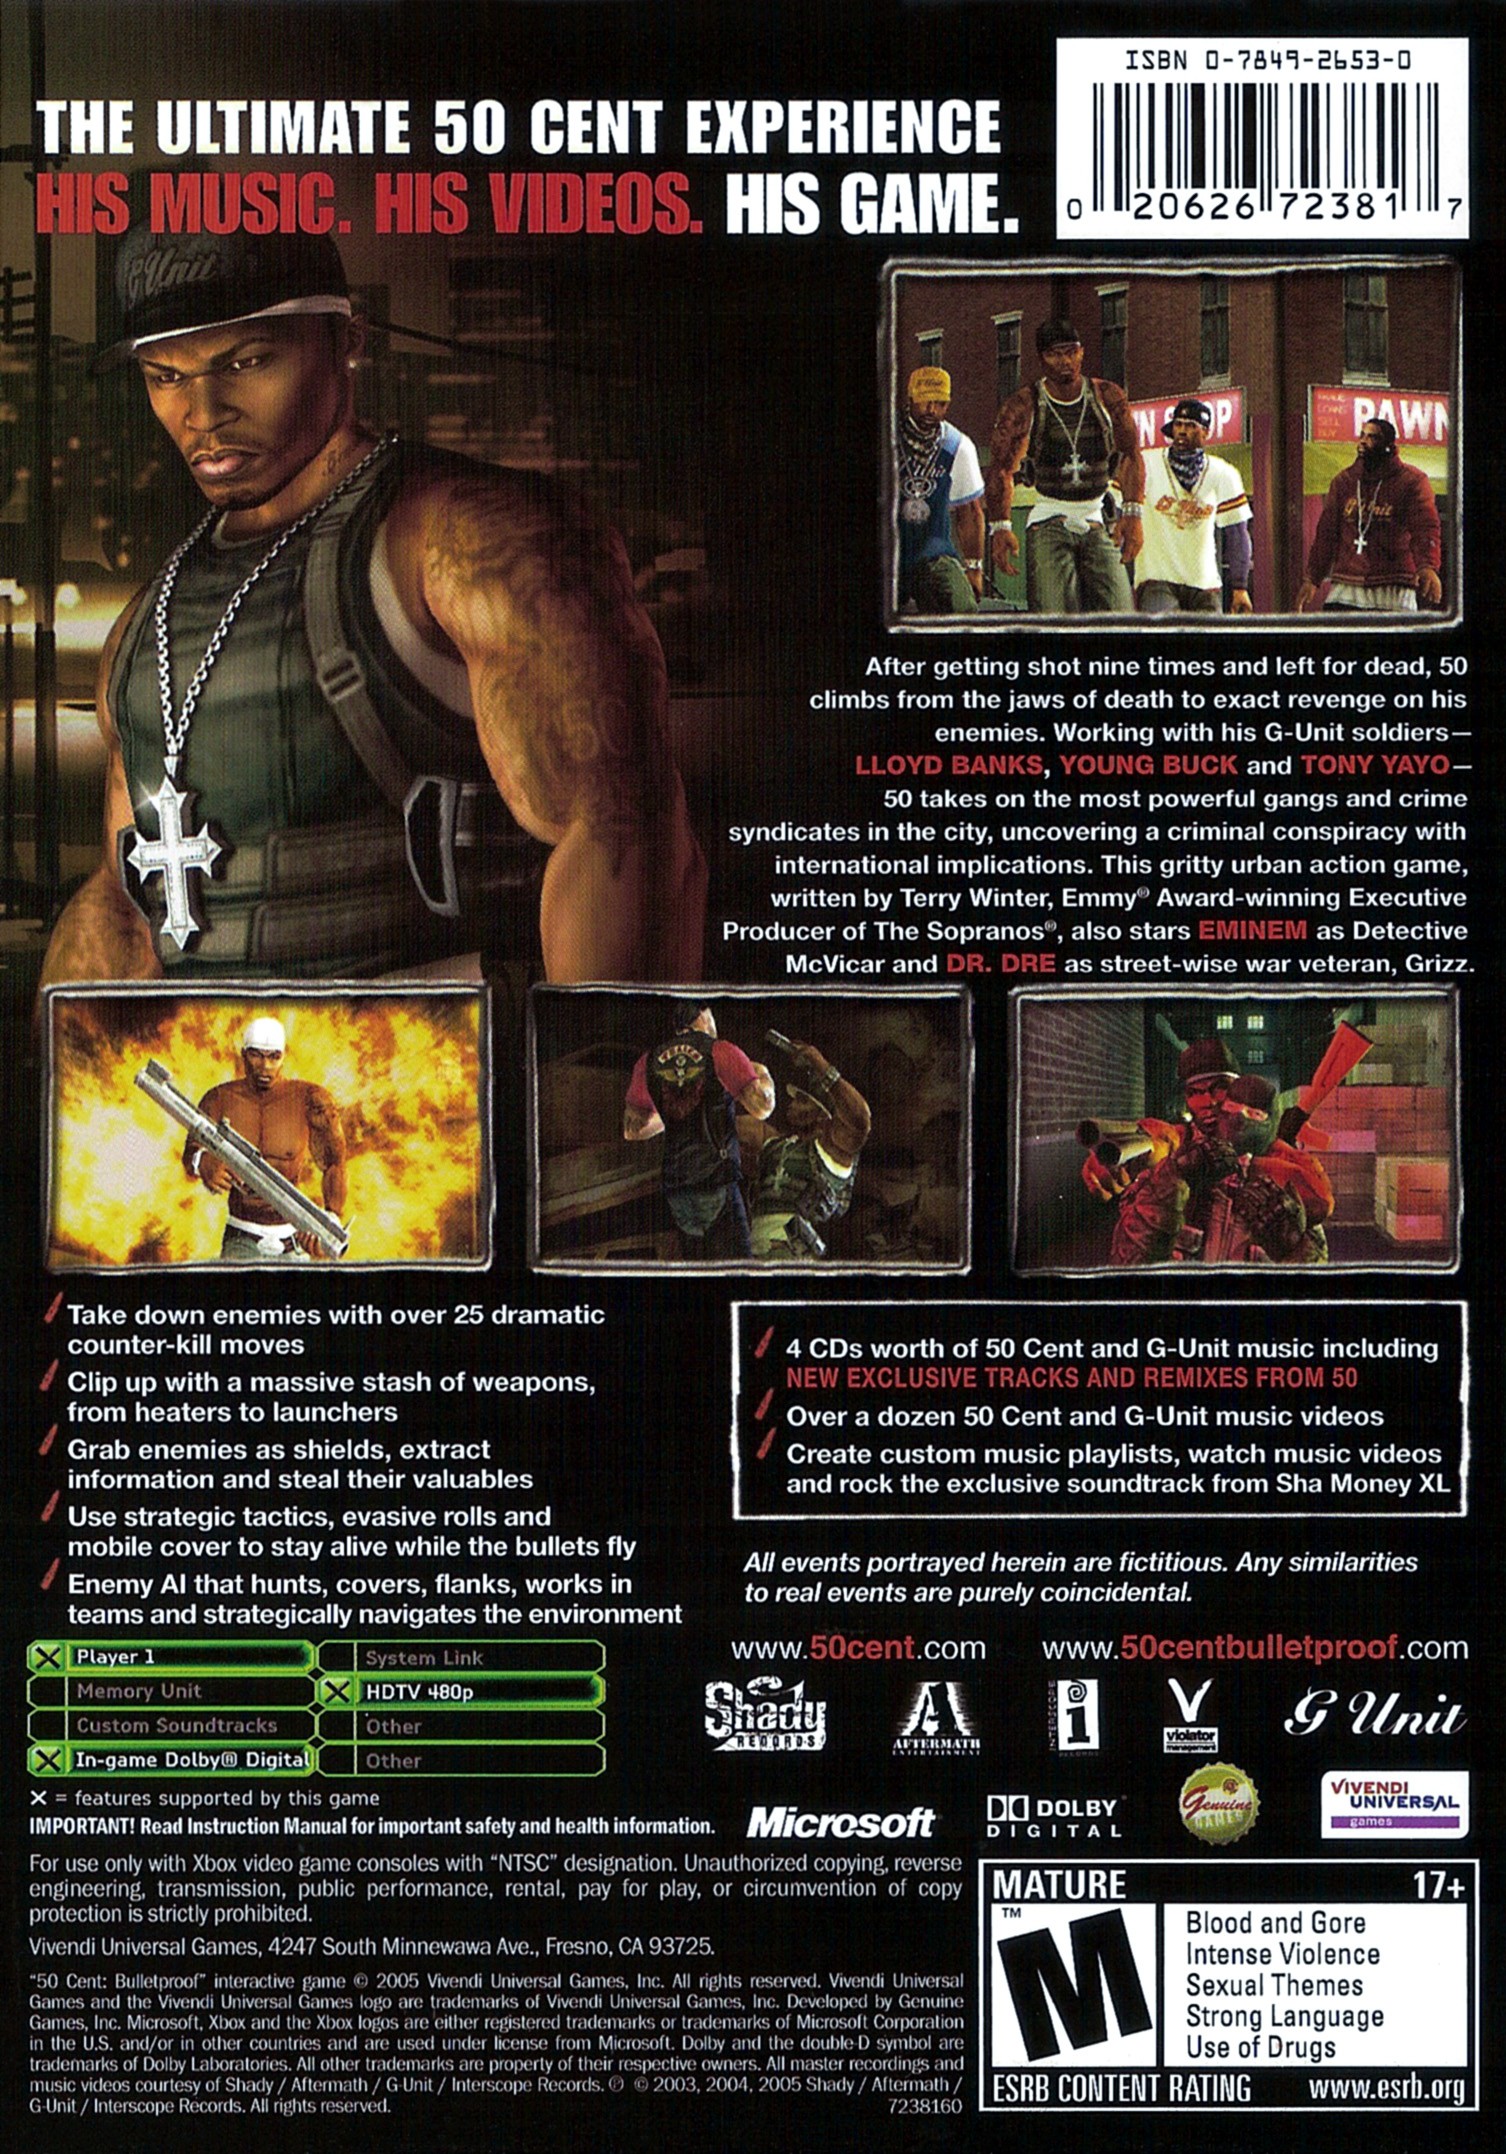 ISBN 0-7849-2653-0
THE ULTIMATE 50 CENT EXPERIENCE
HIS MUSIC. HIS VIDEOS. HIS GAME.
0 20626 72381 7
G Unit
PAWN
After getting shot nine times and left for dead, 50
climbs from the jaws of death to exact revenge on his
enemies. Working with his G-Unit soldiers—
LLOYD BANKS, YOUNG BUCK and TONY YAYO—
50 takes on the most powerful gangs and crime
syndicates in the city, uncovering a criminal conspiracy with
international implications. This gritty urban action game,
written by Terry Winter, Emmy® Award-winning Executive
Producer of The Sopranos®, also stars EMINEM as Detective
McVicar and DR. DRE as street-wise war veteran, Grizz.
Take down enemies with over 25 dramatic
counter-kill moves
Clip up with a massive stash of weapons,
from heaters to launchers
Grab enemies as shields, extract
information and steal their valuables
Use strategic tactics, evasive rolls and
mobile cover to stay alive while the bullets fly
Enemy AI that hunts, covers, flanks, works in
teams and strategically navigates the environment
4 CDs worth of 50 Cent and G-Unit music including
NEW EXCLUSIVE TRACKS AND REMIXES FROM 50
Over a dozen 50 Cent and G-Unit music videos
Create custom music playlists, watch music videos
and rock the exclusive soundtrack from Sha Money XL
All events portrayed herein are fictitious. Any similarities
to real events are purely coincidental.
www.50cent.com www.50centbulletproof.com
X Player 1 System Link
Memory Unit X HDTV 480p
Custom Soundtracks Other
X In-game Dolby® Digital Other
X = features supported by this game
IMPORTANT! Read Instruction Manual for important safety and health information.
Shady RECORDS
AFTERMATH
ENTERTAINMENT
INTERSCOPE
RECORDS
violator
management
G Unit
Microsoft
DOLBY
DIGITAL
Genuine
GAMES
VIVENDI
UNIVERSAL
games
For use only with Xbox video game consoles with “NTSC” designation. Unauthorized copying, reverse
engineering, transmission, public performance, rental, pay for play, or circumvention of copy
protection is strictly prohibited.
Vivendi Universal Games, 4247 South Minnewawa Ave., Fresno, CA 93725.
“50 Cent: Bulletproof” interactive game © 2005 Vivendi Universal Games, Inc. All rights reserved. Vivendi Universal
Games and the Vivendi Universal Games logo are trademarks of Vivendi Universal Games, Inc. Developed by Genuine
Games, Inc. Microsoft, Xbox and the Xbox logos are either registered trademarks or trademarks of Microsoft Corporation
in the U.S. and/or in other countries and are used under license from Microsoft. Dolby and the double-D symbol are
trademarks of Dolby Laboratories. All other trademarks are property of their respective owners. All master recordings and
music videos courtesy of Shady / Aftermath / G-Unit / Interscope Records. ℗ © 2003, 2004, 2005 Shady / Aftermath /
G-Unit / Interscope Records. All rights reserved. 7238160
MATURE 17+
TM
M
Blood and Gore
Intense Violence
Sexual Themes
Strong Language
Use of Drugs
ESRB CONTENT RATING www.esrb.org